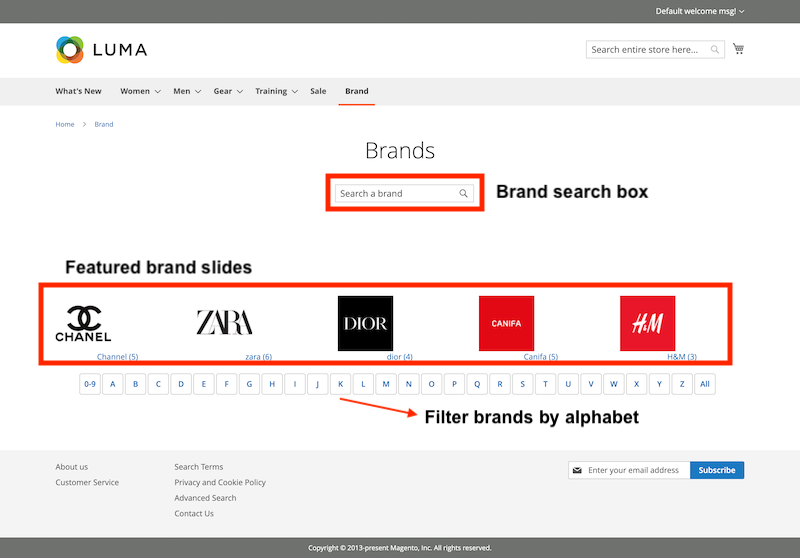 Default welcome msg!
LUMA
Search entire store here...
What's New Women Men Gear Training Sale Brand
Home Brand
Brands
Search a brand
Brand search box
Featured brand slides
CHANEL ZARA DIOR CANIFA H&M
Channel (5) zara (6) dior (4) Canifa (5) H&M (3)
0-9 A B C D E F G H I J K L M N O P Q R S T U V W X Y Z All
Filter brands by alphabet
About us Search Terms Enter your email address Subscribe
Customer Service Privacy and Cookie Policy
Advanced Search
Contact Us
Copyright © 2013-present Magento, Inc. All rights reserved.